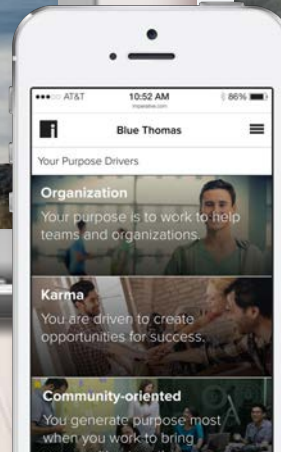 AT&T 10:52 AM 86%
imperative.com
Blue Thomas
Your Purpose Drivers
Organization
Your purpose is to work to help
teams and organizations.
Karma
You are driven to create
opportunities for success.
Community-oriented
You generate purpose most
when you work to bring